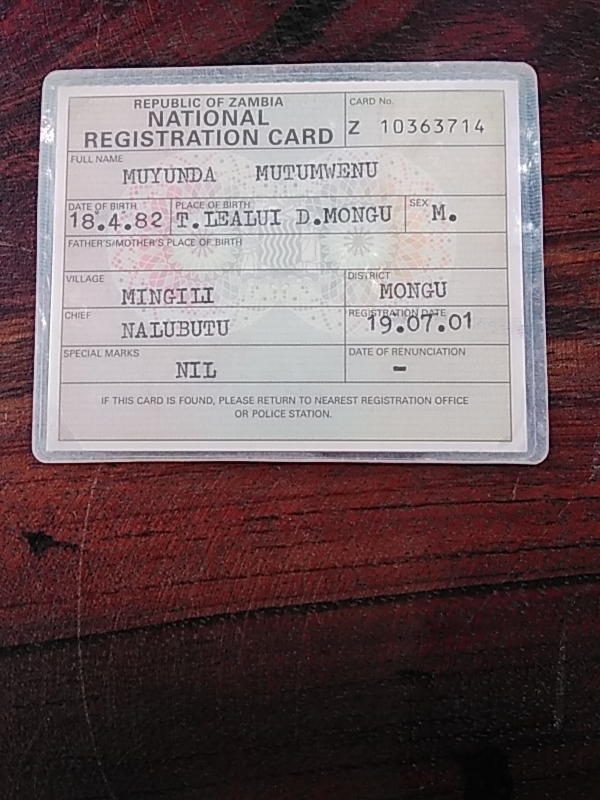 REPUBLIC OF ZAMBIA
NATIONAL
REGISTRATION CARD
CARD No.
Z 10363714
FULL NAME
MUYUNDA MUTUMWENU
DATE OF BIRTH
18.4.82
PLACE OF BIRTH
T.LEALUI D.MONGU
SEX
M.
FATHER'S/MOTHER'S PLACE OF BIRTH
VILLAGE
MINGILI
DISTRICT
MONGU
CHIEF
NALUBUTU
REGISTRATION DATE
19.07.01
SPECIAL MARKS
NIL
DATE OF RENUNCIATION
-
IF THIS CARD IS FOUND, PLEASE RETURN TO NEAREST REGISTRATION OFFICE
OR POLICE STATION.